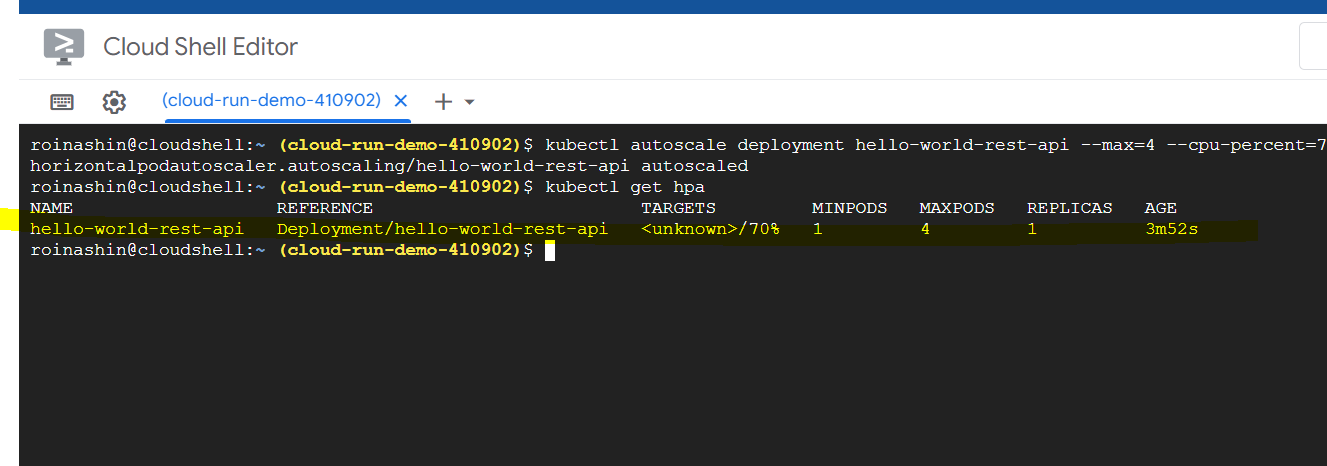 Cloud Shell Editor
(cloud-run-demo-410902)
roinashin@cloudshell:~ (cloud-run-demo-410902)$ kubectl autoscale deployment hello-world-rest-api --max=4 --cpu-percent=7
horizontalpodautoscaler.autoscaling/hello-world-rest-api autoscaled
roinashin@cloudshell:~ (cloud-run-demo-410902)$ kubectl get hpa
NAME REFERENCE TARGETS MINPODS MAXPODS REPLICAS AGE
hello-world-rest-api Deployment/hello-world-rest-api <unknown>/70% 1 4 1 3m52s
roinashin@cloudshell:~ (cloud-run-demo-410902)$